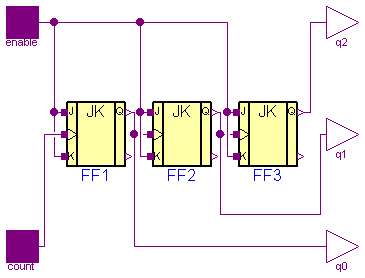 enable
q2
J JK Q
K
FF1
J JK Q
K
FF2
J JK Q
K
FF3
q1
count
q0